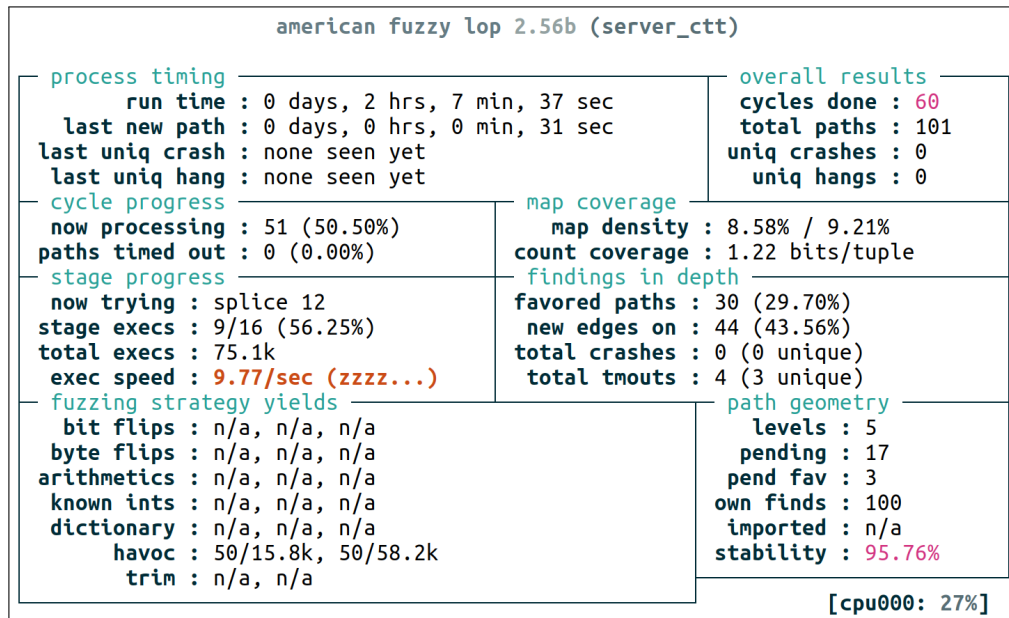 american fuzzy lop 2.56b (server_ctt)
process timing
run time : 0 days, 2 hrs, 7 min, 37 sec
last new path : 0 days, 0 hrs, 0 min, 31 sec
last uniq crash : none seen yet
last uniq hang : none seen yet
overall results
cycles done : 60
total paths : 101
uniq crashes : 0
uniq hangs : 0
cycle progress
now processing : 51 (50.50%)
paths timed out : 0 (0.00%)
map coverage
map density : 8.58% / 9.21%
count coverage : 1.22 bits/tuple
stage progress
now trying : splice 12
stage execs : 9/16 (56.25%)
total execs : 75.1k
exec speed : 9.77/sec (zzzz...)
findings in depth
favored paths : 30 (29.70%)
new edges on : 44 (43.56%)
total crashes : 0 (0 unique)
total tmouts : 4 (3 unique)
fuzzing strategy yields
bit flips : n/a, n/a, n/a
byte flips : n/a, n/a, n/a
arithmetics : n/a, n/a, n/a
known ints : n/a, n/a, n/a
dictionary : n/a, n/a, n/a
havoc : 50/15.8k, 50/58.2k
trim : n/a, n/a
path geometry
levels : 5
pending : 17
pend fav : 3
own finds : 100
imported : n/a
stability : 95.76%
[cpu000: 27%]